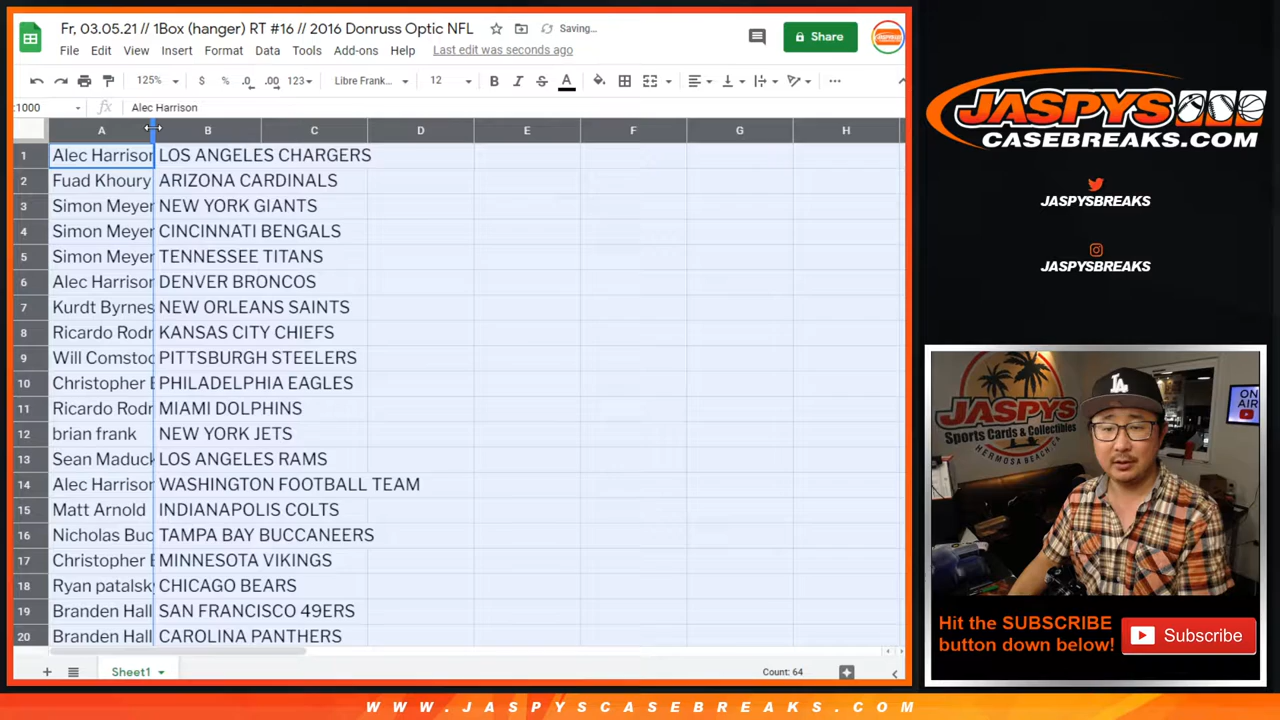 Fr, 03.05.21 // 1Box (hanger) RT #16 // 2016 Donruss Optic NFL
Saving...
File Edit View Insert Format Data Tools Add-ons Help Last edit was seconds ago
Share
125% $ % .0 .00 123 Libre Frank... 12 B I S A
:1000 fx Alec Harrison
A B C D E F G H
1 Alec Harrison LOS ANGELES CHARGERS
2 Fuad Khoury ARIZONA CARDINALS
3 Simon Meyer NEW YORK GIANTS
4 Simon Meyer CINCINNATI BENGALS
5 Simon Meyer TENNESSEE TITANS
6 Alec Harrison DENVER BRONCOS
7 Kurdt Byrnes NEW ORLEANS SAINTS
8 Ricardo Rodr KANSAS CITY CHIEFS
9 Will Comstoc PITTSBURGH STEELERS
10 Christopher PHILADELPHIA EAGLES
11 Ricardo Rodr MIAMI DOLPHINS
12 brian frank NEW YORK JETS
13 Sean Maduck LOS ANGELES RAMS
14 Alec Harrison WASHINGTON FOOTBALL TEAM
15 Matt Arnold INDIANAPOLIS COLTS
16 Nicholas Buc TAMPA BAY BUCCANEERS
17 Christopher MINNESOTA VIKINGS
18 Ryan patalsk CHICAGO BEARS
19 Branden Hall SAN FRANCISCO 49ERS
20 Branden Hall CAROLINA PANTHERS
Sheet1
Count: 64
JASPYS
CASEBREAKS.COM
JASPYSBREAKS
JASPYSBREAKS
JASPYS
Sports Cards & Collectibles
HERMOSA BEACH, CA
LA
ON
AIR
Hit the SUBSCRIBE
button down below!
Subscribe
WWW.JASPYSCASEBREAKS.COM